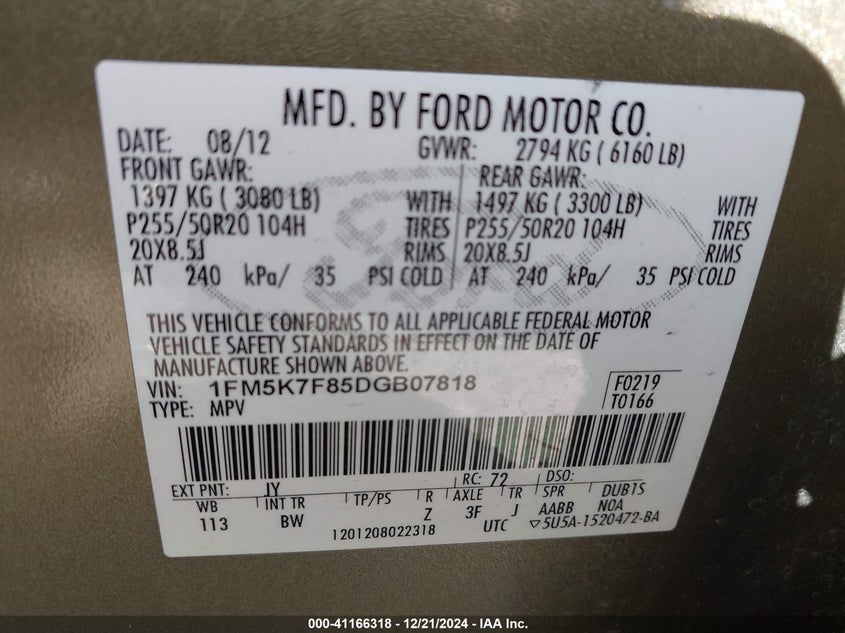 MFD. BY FORD MOTOR CO.
DATE: 08/12 GVWR: 2794 KG ( 6160 LB)
FRONT GAWR: REAR GAWR:
1397 KG ( 3080 LB) WITH 1497 KG ( 3300 LB) WITH
P255/50R20 104H TIRES P255/50R20 104H TIRES
20X8.5J RIMS 20X8.5J RIMS
AT 240 kPa/ 35 PSI COLD AT 240 kPa/ 35 PSI COLD
THIS VEHICLE CONFORMS TO ALL APPLICABLE FEDERAL MOTOR
VEHICLE SAFETY STANDARDS IN EFFECT ON THE DATE OF
MANUFACTURE SHOWN ABOVE.
VIN: 1FM5K7F85DGB07818 F0219
TYPE: MPV T0166
EXT PNT: JY RC: 72 DSO:
WB INT TR TP/PS R AXLE TR SPR DUB1S
113 BW Z 3F J AABB N0A
1201208022318 UTC ▽5U5A-1520472-BA
000-41166318 - 12/21/2024 - IAA Inc.